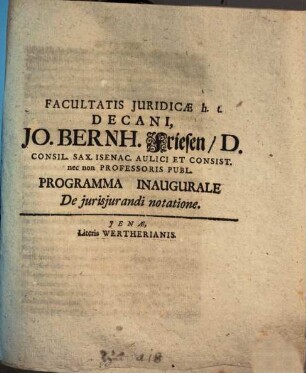 FACULTATIS JURIDICÆ h. t.
DECANI,
JO. BERNH. Friesen/ D.
CONSIL. SAX. ISENAC. AULICI ET CONSIST.
nec non PROFESSORIS PUBL.
PROGRAMMA INAUGURALE
De jurisjurandi notatione.
JENÆ,
Literis WERTHERIANIS.